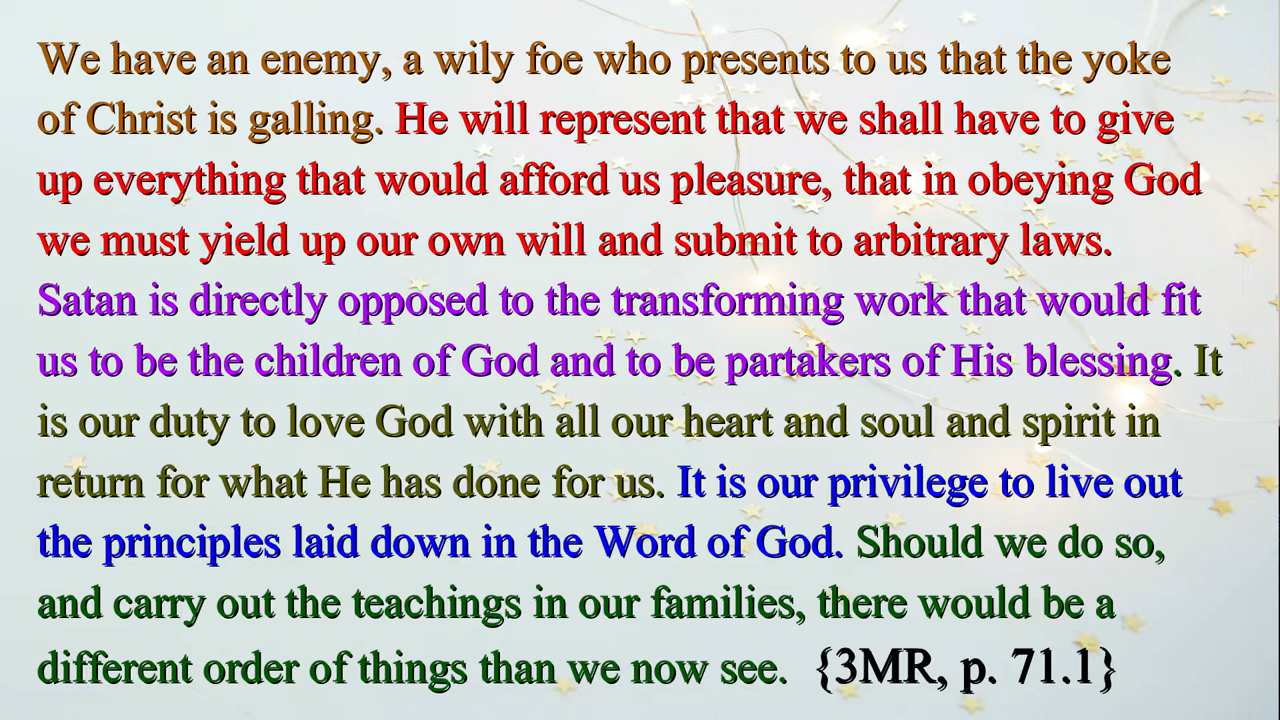 We have an enemy, a wily foe who presents to us that the yoke
of Christ is galling. He will represent that we shall have to give
up everything that would afford us pleasure, that in obeying God
we must yield up our own will and submit to arbitrary laws.
Satan is directly opposed to the transforming work that would fit
us to be the children of God and to be partakers of His blessing. It
is our duty to love God with all our heart and soul and spirit in
return for what He has done for us. It is our privilege to live out
the principles laid down in the Word of God. Should we do so,
and carry out the teachings in our families, there would be a
different order of things than we now see. {3MR, p. 71.1}